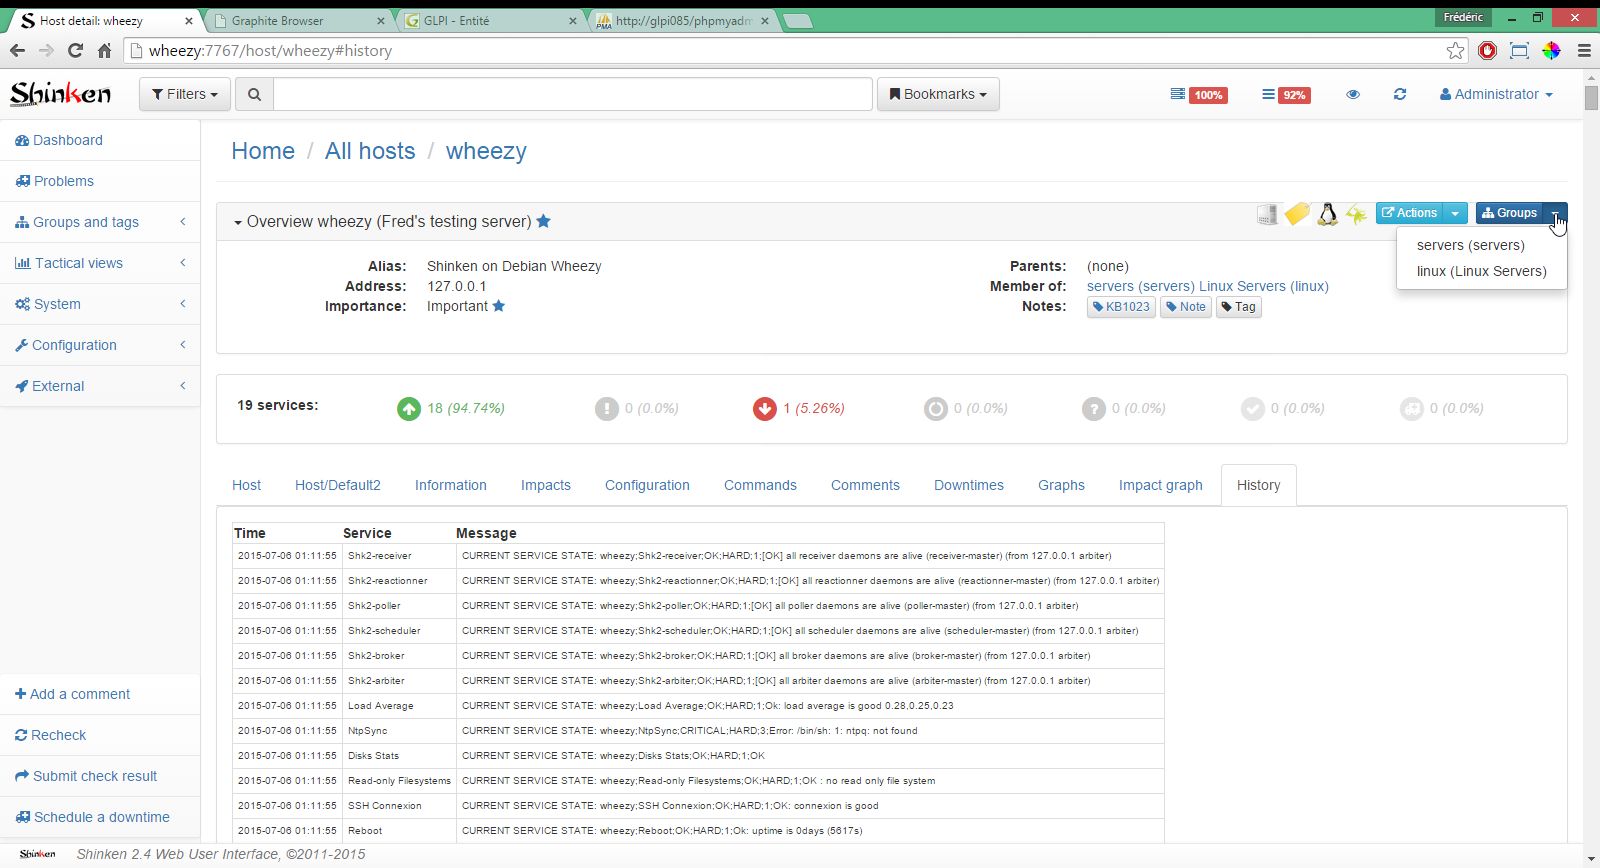 Host detail: wheezy
Graphite Browser
GLPI - Entité
http://glpi085/phpmyadm
Frédéric
wheezy:7767/host/wheezy#history
Shinken
Filters
Bookmarks
100%
92%
Administrator
Dashboard
Problems
Groups and tags
Tactical views
System
Configuration
External
Add a comment
Recheck
Submit check result
Schedule a downtime
Home / All hosts / wheezy
Overview wheezy (Fred's testing server)
Actions
Groups
servers (servers)
linux (Linux Servers)
Alias: Shinken on Debian Wheezy
Address: 127.0.0.1
Importance: Important
Parents: (none)
Member of: servers (servers) Linux Servers (linux)
Notes: KB1023 Note Tag
19 services: 18 (94.74%) 0 (0.0%) 1 (5.26%) 0 (0.0%) 0 (0.0%) 0 (0.0%) 0 (0.0%)
Host Host/Default2 Information Impacts Configuration Commands Comments Downtimes Graphs Impact graph History
Time Service Message
2015-07-06 01:11:55 Shk2-receiver CURRENT SERVICE STATE: wheezy;Shk2-receiver;OK;HARD;1;[OK] all receiver daemons are alive (receiver-master) (from 127.0.0.1 arbiter)
2015-07-06 01:11:55 Shk2-reactionner CURRENT SERVICE STATE: wheezy;Shk2-reactionner;OK;HARD;1;[OK] all reactionner daemons are alive (reactionner-master) (from 127.0.0.1 arbiter)
2015-07-06 01:11:55 Shk2-poller CURRENT SERVICE STATE: wheezy;Shk2-poller;OK;HARD;1;[OK] all poller daemons are alive (poller-master) (from 127.0.0.1 arbiter)
2015-07-06 01:11:55 Shk2-scheduler CURRENT SERVICE STATE: wheezy;Shk2-scheduler;OK;HARD;1;[OK] all scheduler daemons are alive (scheduler-master) (from 127.0.0.1 arbiter)
2015-07-06 01:11:55 Shk2-broker CURRENT SERVICE STATE: wheezy;Shk2-broker;OK;HARD;1;[OK] all broker daemons are alive (broker-master) (from 127.0.0.1 arbiter)
2015-07-06 01:11:55 Shk2-arbiter CURRENT SERVICE STATE: wheezy;Shk2-arbiter;OK;HARD;1;[OK] all arbiter daemons are alive (arbiter-master) (from 127.0.0.1 arbiter)
2015-07-06 01:11:55 Load Average CURRENT SERVICE STATE: wheezy;Load Average;OK;HARD;1;Ok: load average is good 0.28,0.25,0.23
2015-07-06 01:11:55 NtpSync CURRENT SERVICE STATE: wheezy;NtpSync;CRITICAL;HARD;3;Error: /bin/sh: 1: ntpq: not found
2015-07-06 01:11:55 Disks Stats CURRENT SERVICE STATE: wheezy;Disks Stats;OK;HARD;1;OK
2015-07-06 01:11:55 Read-only Filesystems CURRENT SERVICE STATE: wheezy;Read-only Filesystems;OK;HARD;1;OK : no read only file system
2015-07-06 01:11:55 SSH Connexion CURRENT SERVICE STATE: wheezy;SSH Connexion;OK;HARD;1;OK: connexion is good
2015-07-06 01:11:55 Reboot CURRENT SERVICE STATE: wheezy;Reboot;OK;HARD;1;Ok: uptime is 0days (5617s)
Shinken Shinken 2.4 Web User Interface, ©2011-2015